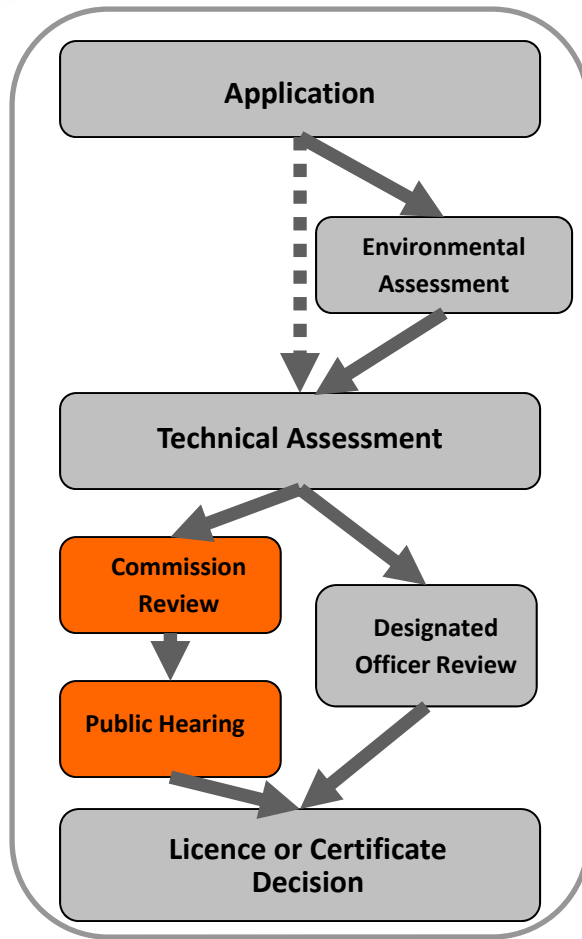 Application
Environmental
Assessment
Technical Assessment
Commission
Review
Designated
Officer Review
Public Hearing
Licence or Certificate
Decision